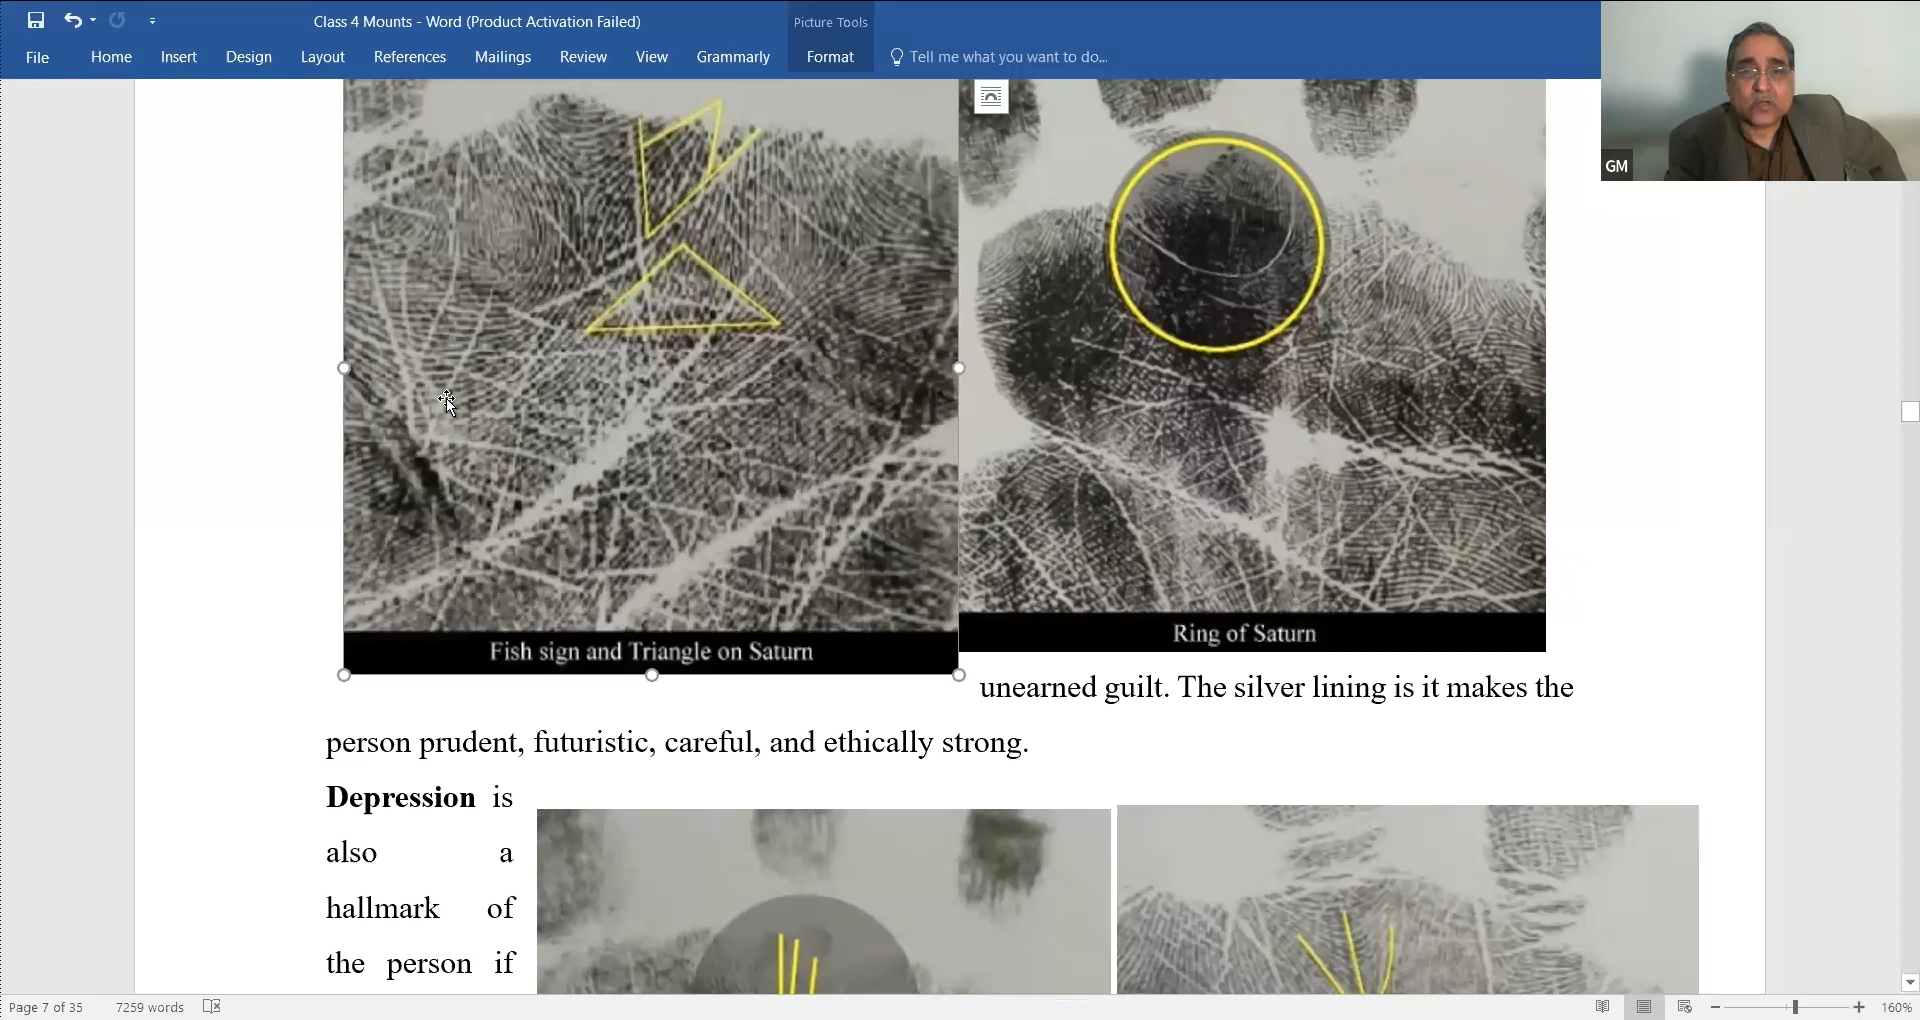 Class 4 Mounts - Word (Product Activation Failed)
Picture Tools
File Home Insert Design Layout References Mailings Review View Grammarly Format Tell me what you want to do...
GM
Fish sign and Triangle on Saturn
Ring of Saturn
unearned guilt. The silver lining is it makes the
person prudent, futuristic, careful, and ethically strong.
Depression is
also a
hallmark of
the person if
Page 7 of 35 7259 words 160%